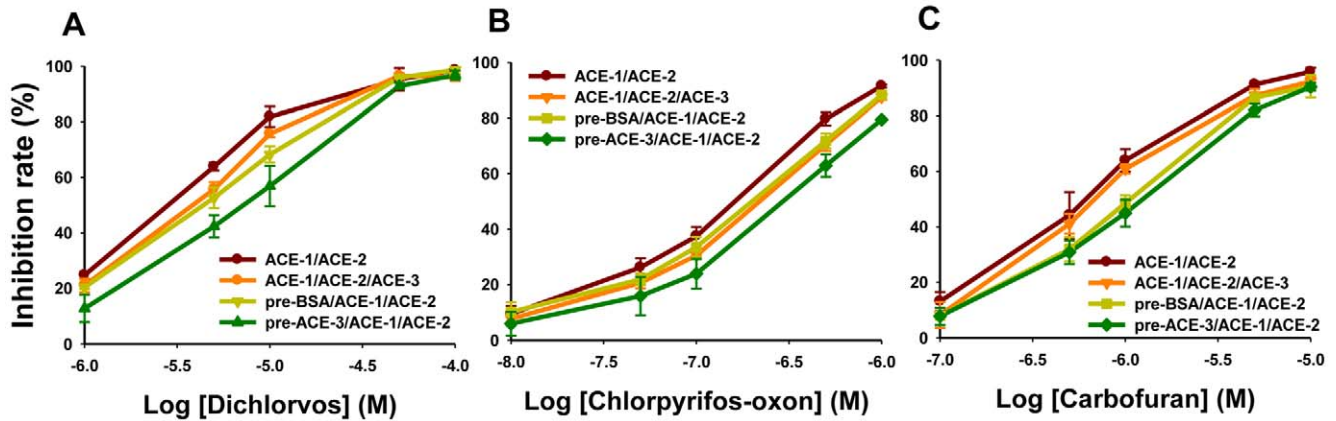 A
B
C
Inhibition rate (%)
100
80
60
40
20
0
-6.0
-5.5
-5.0
-4.5
-4.0
ACE-1/ACE-2
ACE-1/ACE-2/ACE-3
pre-BSA/ACE-1/ACE-2
pre-ACE-3/ACE-1/ACE-2
Log [Dichlorvos] (M)
100
80
60
40
20
0
-8.0
-7.5
-7.0
-6.5
-6.0
ACE-1/ACE-2
ACE-1/ACE-2/ACE-3
pre-BSA/ACE-1/ACE-2
pre-ACE-3/ACE-1/ACE-2
Log [Chlorpyrifos-oxon] (M)
100
80
60
40
20
0
-7.0
-6.5
-6.0
-5.5
-5.0
ACE-1/ACE-2
ACE-1/ACE-2/ACE-3
pre-BSA/ACE-1/ACE-2
pre-ACE-3/ACE-1/ACE-2
Log [Carbofuran] (M)